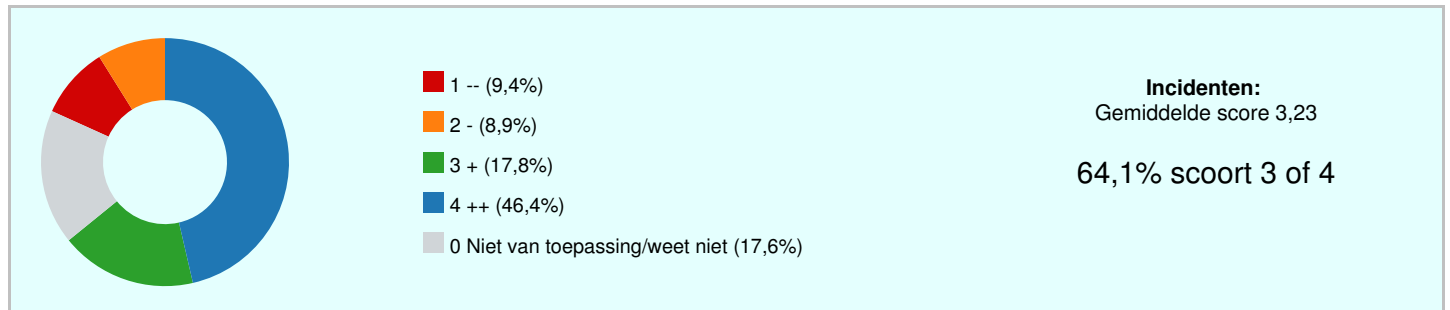 1 -- (9,4%)
2 - (8,9%)
3 + (17,8%)
4 ++ (46,4%)
0 Niet van toepassing/weet niet (17,6%)
Incidenten:
Gemiddelde score 3,23
64,1% scoort 3 of 4